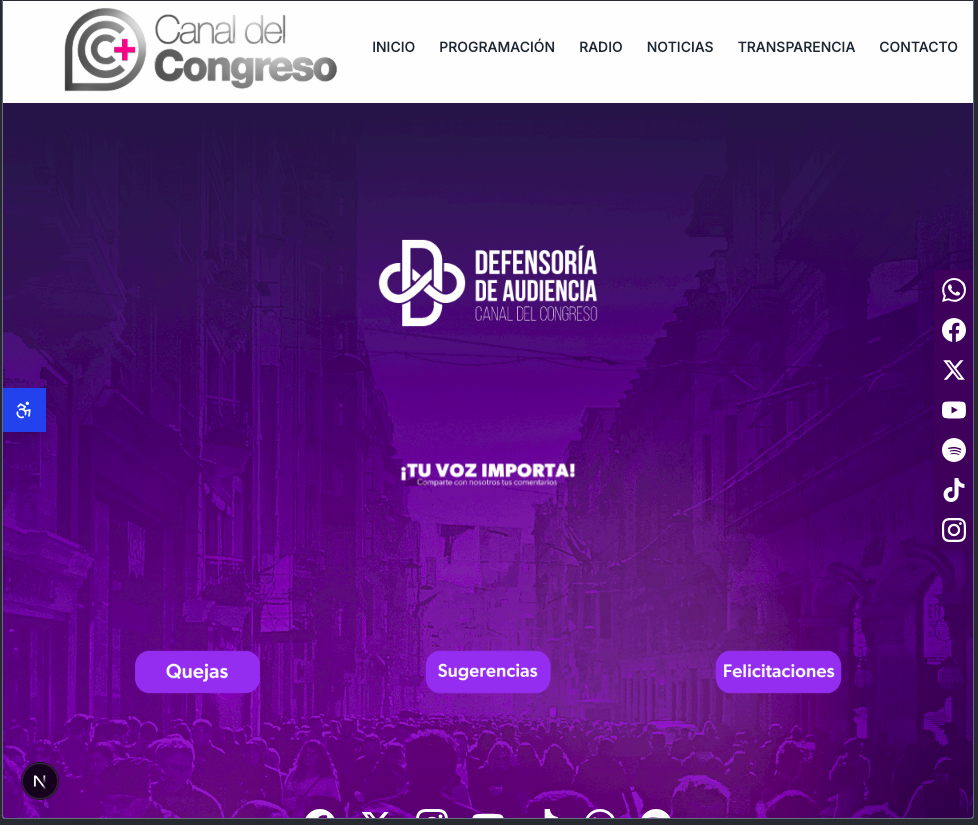 Canal del
Congreso
INICIO
PROGRAMACIÓN
RADIO
NOTICIAS
TRANSPARENCIA
CONTACTO
DEFENSORÍA
DE AUDIENCIA
CANAL DEL CONGRESO
¡TU VOZ IMPORTA!
Comparte con nosotros tus comentarios
Quejas
Sugerencias
Felicitaciones
N